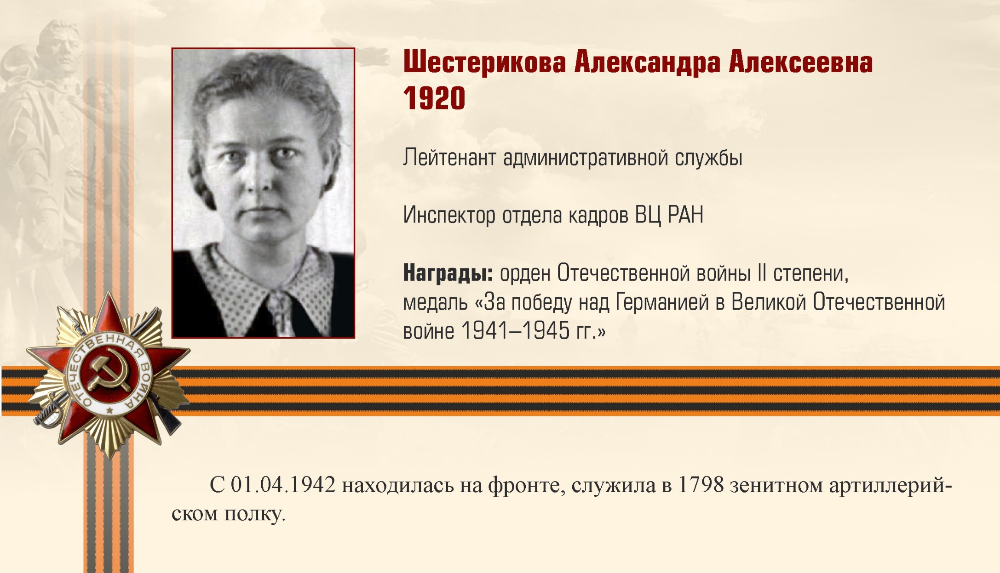 Шестерикова Александра Алексеевна
1920
Лейтенант административной службы
Инспектор отдела кадров ВЦ РАН
Награды: орден Отечественной войны II степени,
медаль «За победу над Германией в Великой Отечественной
войне 1941–1945 гг.»
ОТЕЧЕСТВЕННАЯ ВОЙНА
С 01.04.1942 находилась на фронте, служила в 1798 зенитном артиллерий-
ском полку.